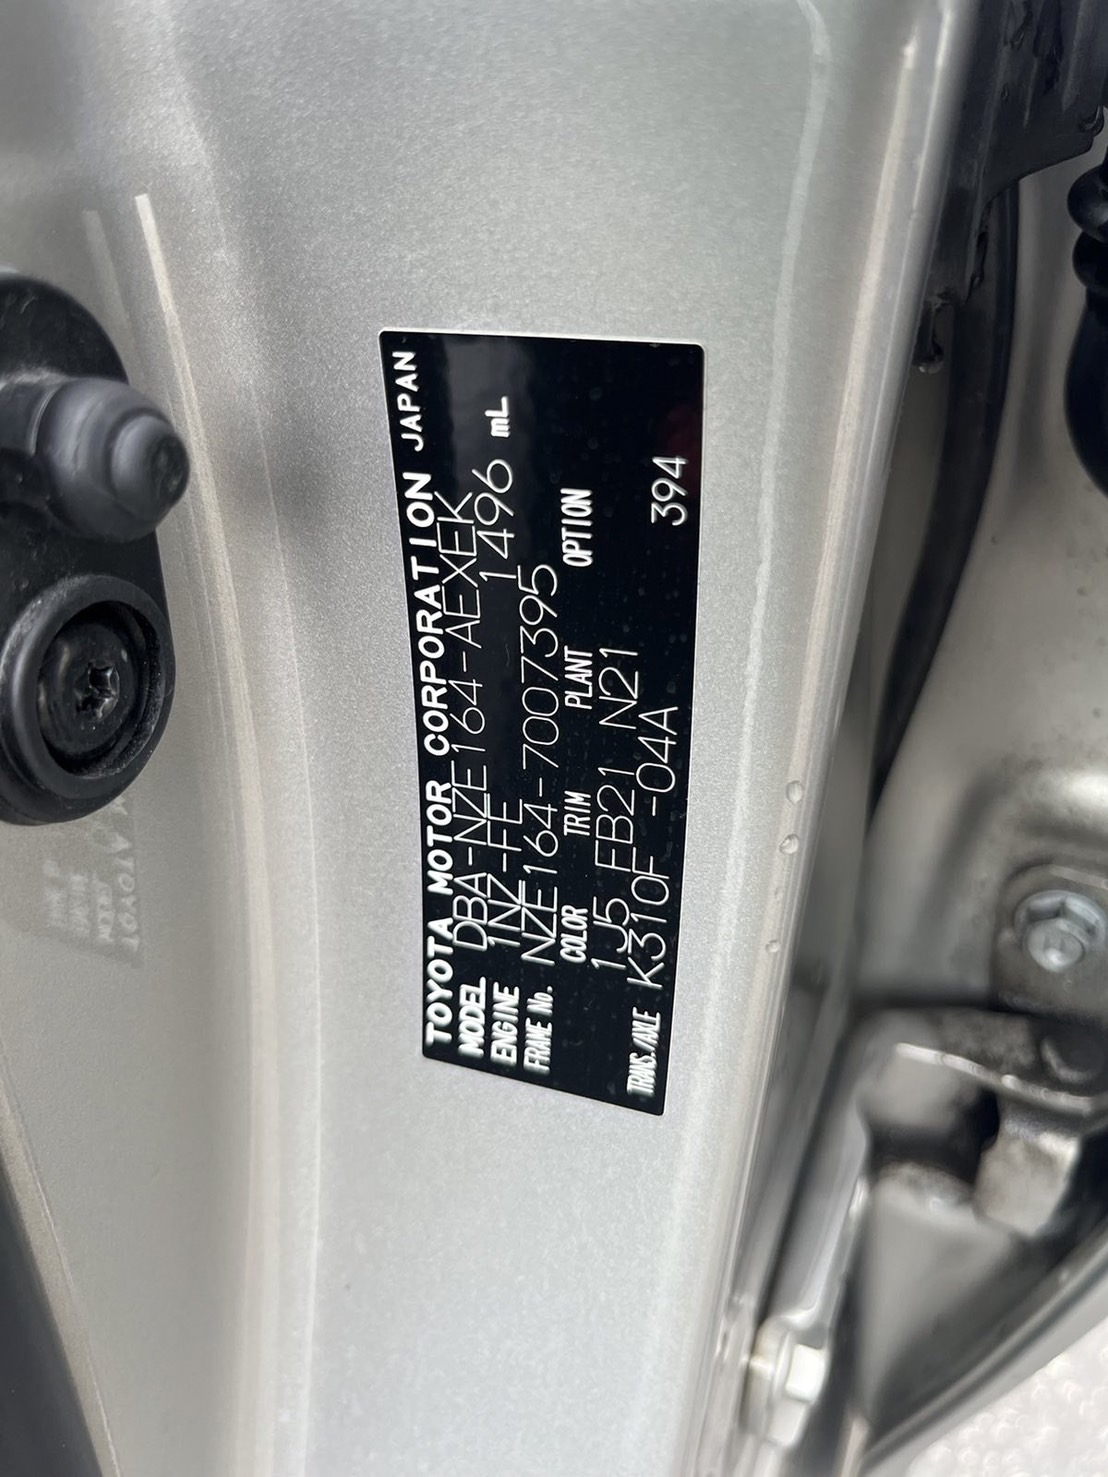 TOYOTA MOTOR CORPORATION JAPAN
MODEL DBA-NZE164-AEXEK
ENGINE 1NZ-FE 1496 mL
FRAME No. NZE164-7007395
COLOR TRIM PLANT OPTION
1J5 FB21 N21
TRANS./AXLE K310F -04A 394